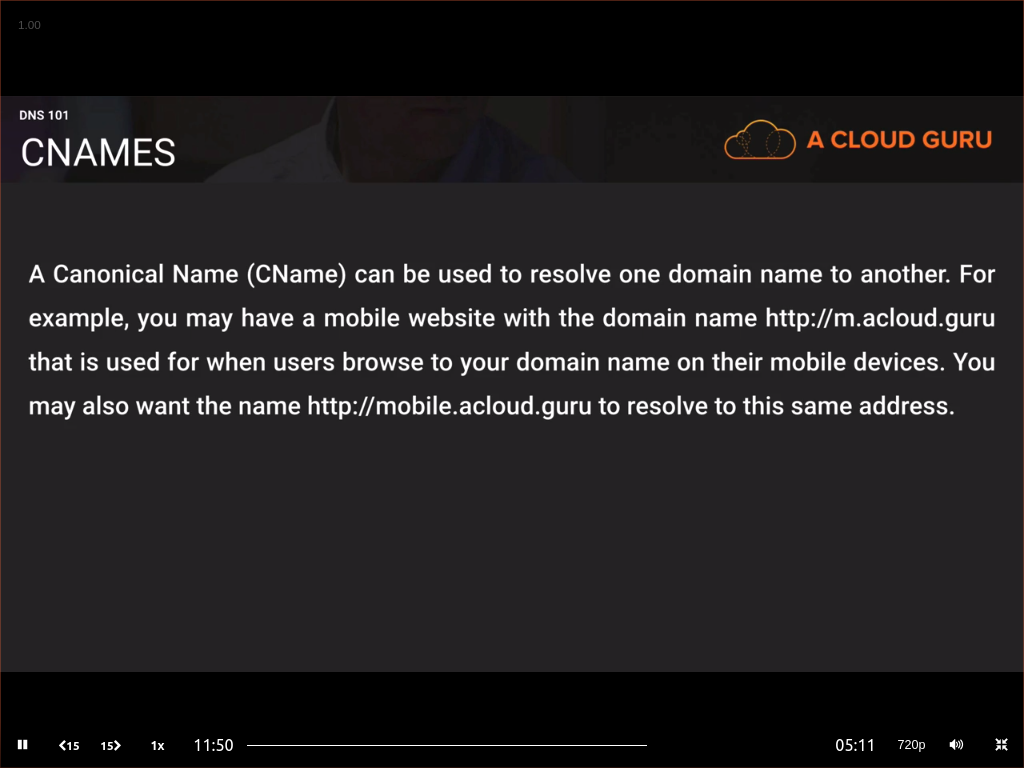 1.00
DNS 101
CNAMES
A CLOUD GURU
A Canonical Name (CName) can be used to resolve one domain name to another. For
example, you may have a mobile website with the domain name http://m.acloud.guru
that is used for when users browse to your domain name on their mobile devices. You
may also want the name http://mobile.acloud.guru to resolve to this same address.
15 15 1x 11:50 05:11 720p